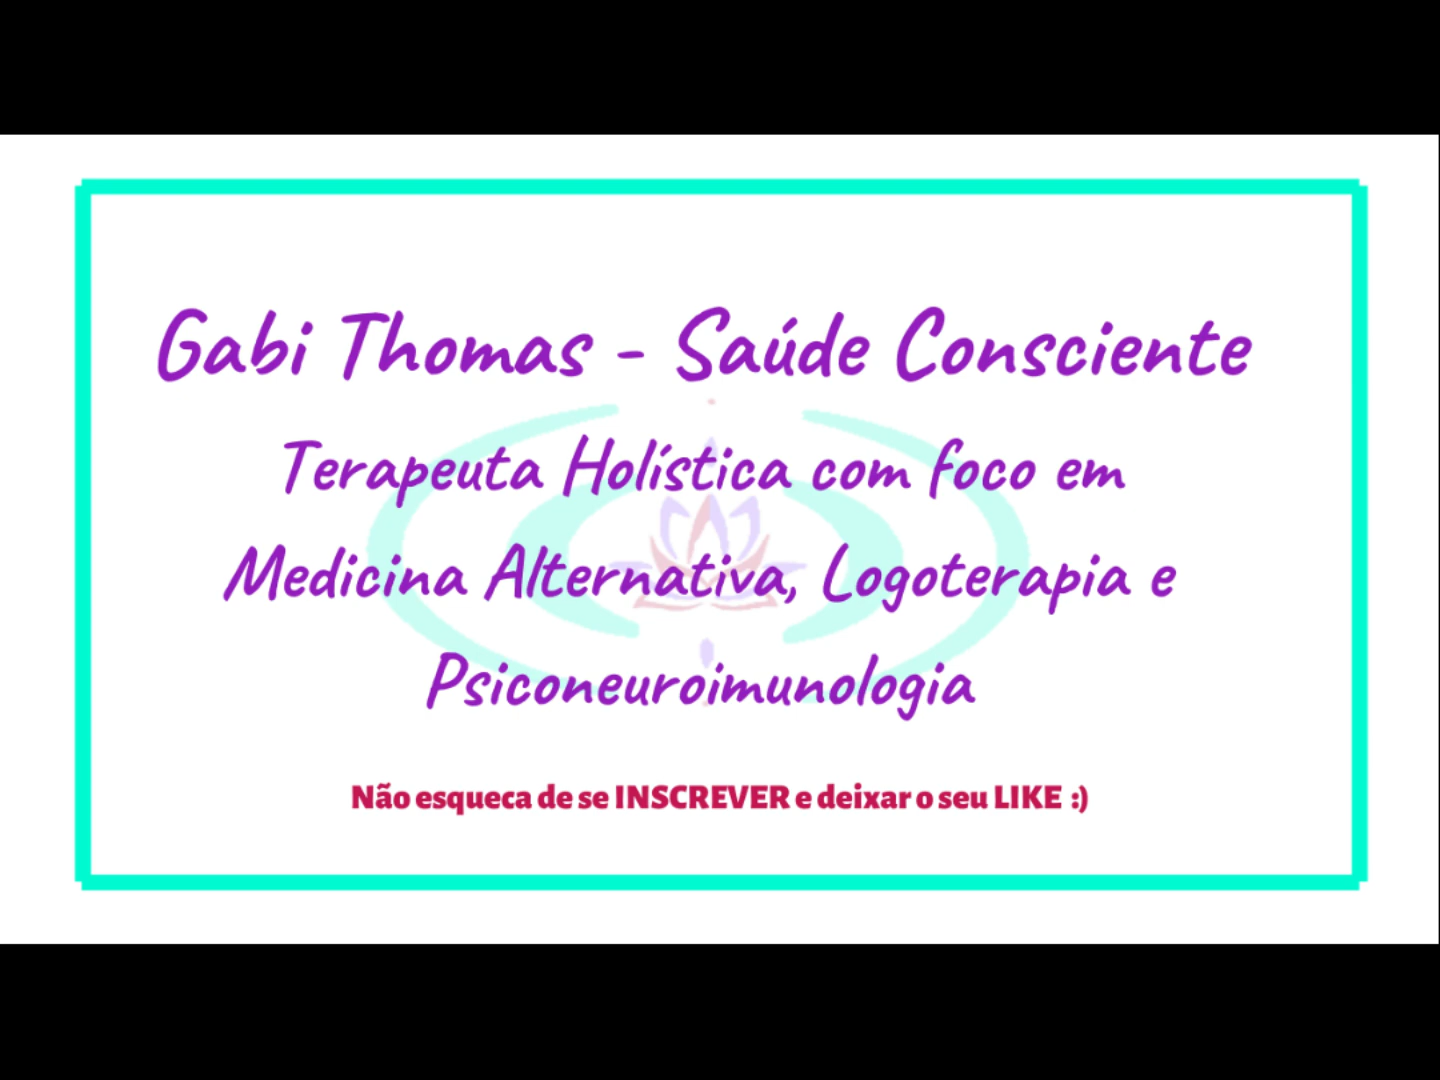 Gabi Thomas - Saúde Consciente
Terapeuta Holística com foco em
Medicina Alternativa, Logoterapia e
Psiconeuroimunologia
Não esqueca de se INSCREVER e deixar o seu LIKE :)